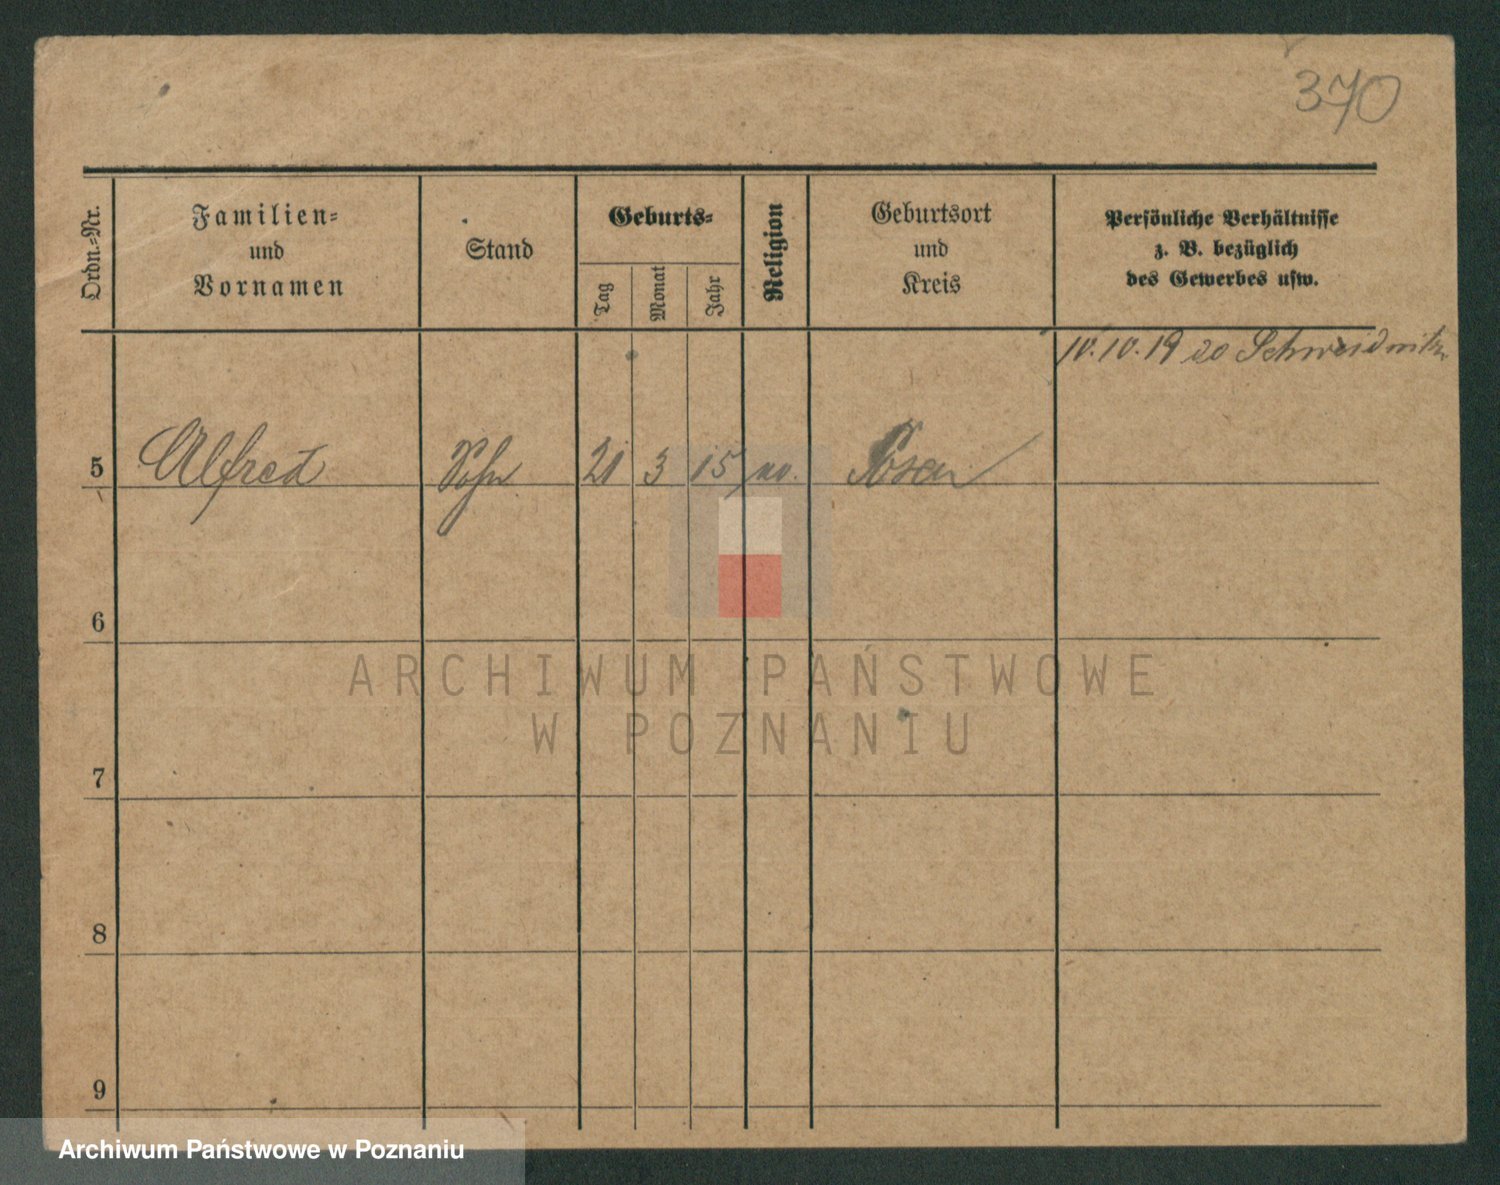 370
Ordn.=Nr.
Familien=
und
Vornamen
Stand
Geburts=
Tag
Monat
Jahr
Religion
Geburtsort
und
Kreis
Persönliche Verhältnisse
z. B. bezüglich
des Gewerbes usw.
10.10.19 20 Schweidnitz
5 Alfred Sohn 21 3 15 Posen
6
7
8
9
ARCHIWUM PAŃSTWOWE
W POZNANIU
Archiwum Państwowe w Poznaniu